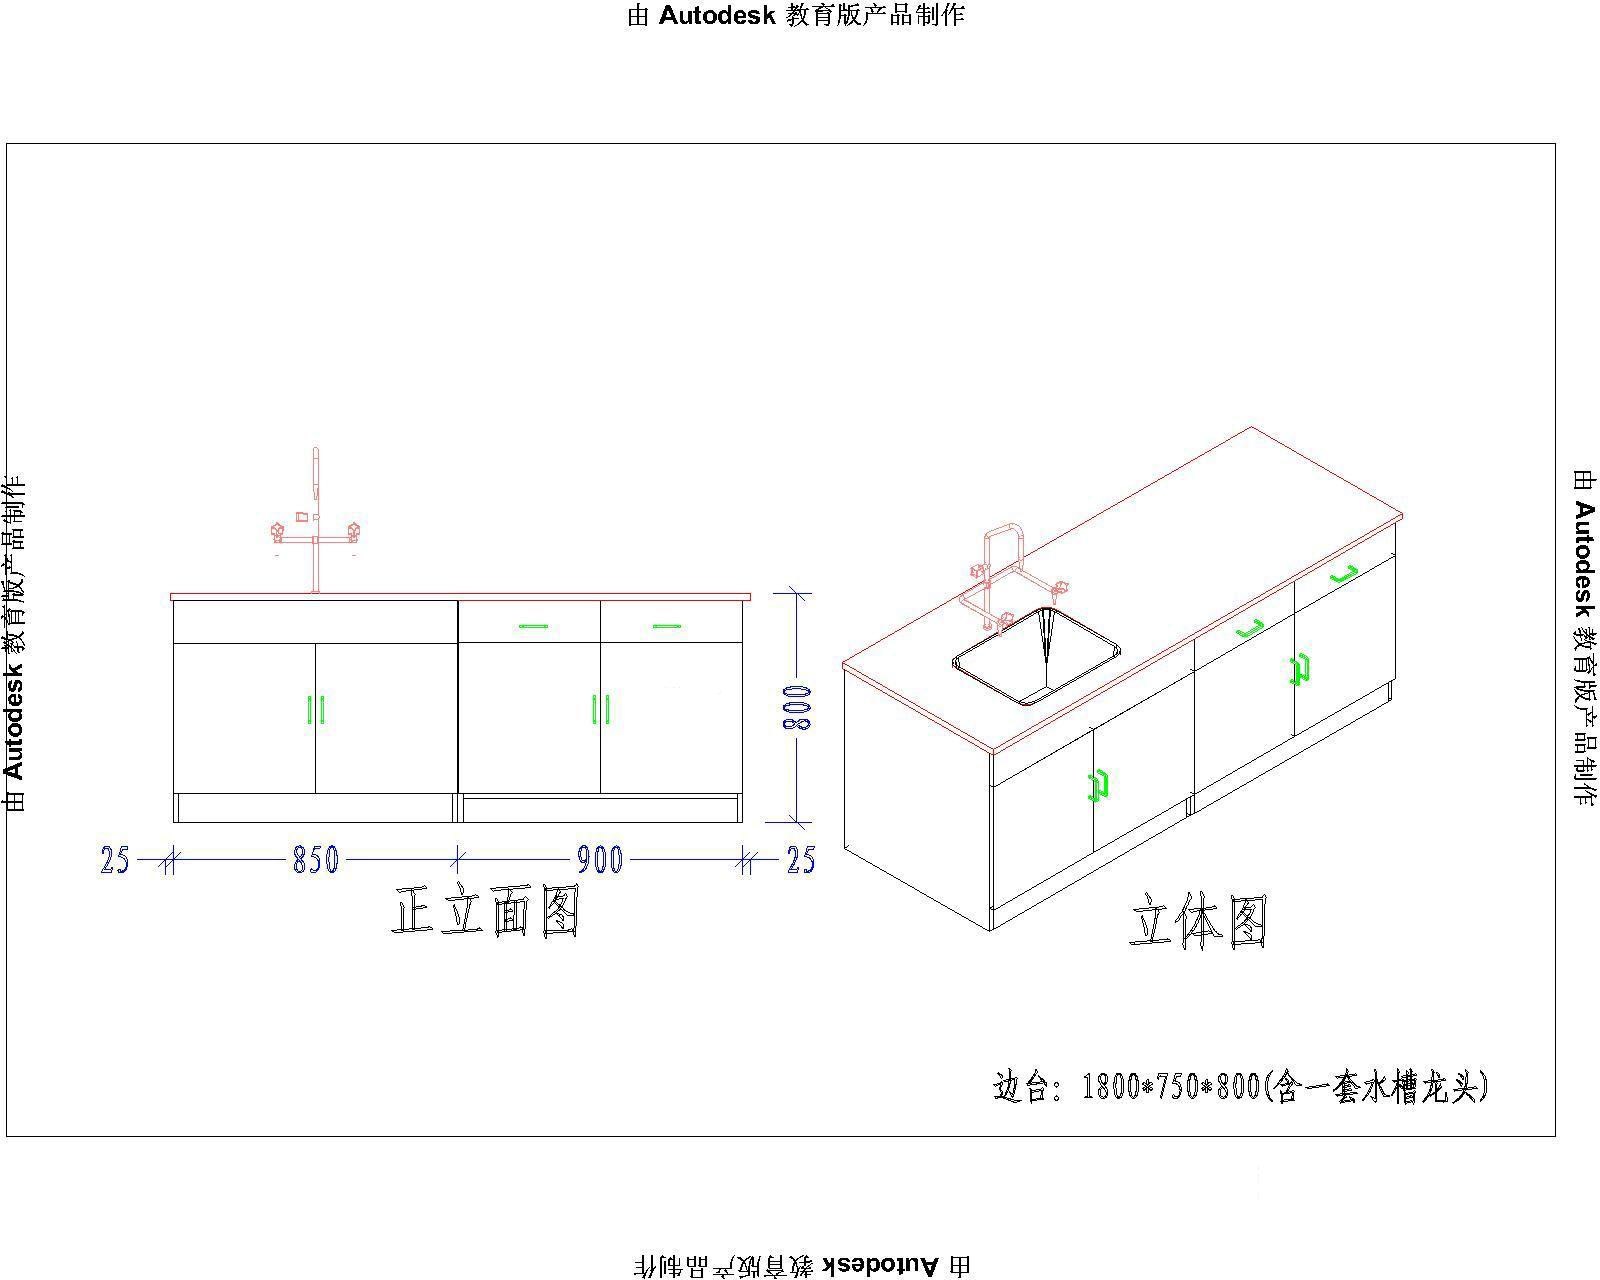 由 Autodesk 教育版产品制作
由 Autodesk 教育版产品制作
由 Autodesk 教育版产品制作
800
25 850 900 25
正立面图
立体图
边台：1800*750*800(含一套水槽龙头)
由 Autodesk 教育版产品制作